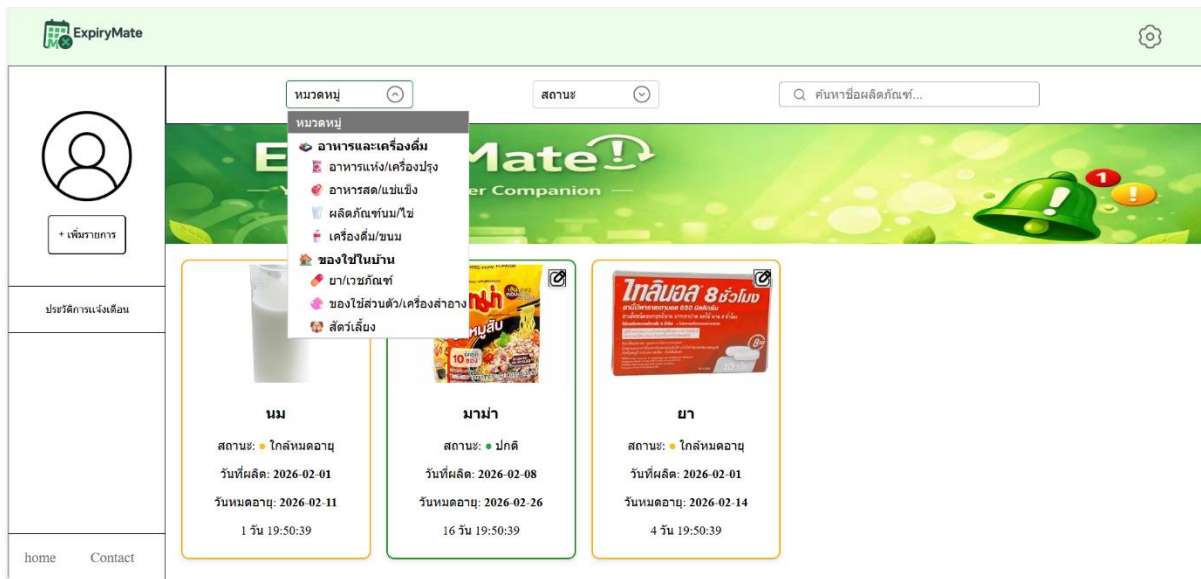 ExpiryMate
หมวดหมู่
สถานะ
ค้นหาชื่อผลิตภัณฑ์...
หมวดหมู่
อาหารและเครื่องดื่ม
อาหารแห้ง/เครื่องปรุง
อาหารสด/แช่แข็ง
ผลิตภัณฑ์นม/ไข่
เครื่องดื่ม/ขนม
ของใช้ในบ้าน
ยา/เวชภัณฑ์
ของใช้ส่วนตัว/เครื่องสำอาง
สัตว์เลี้ยง
E Mate
Y er Companion —
1
+ เพิ่มรายการ
ประวัติการแจ้งเตือน
home Contact
หมูสับ
10
ไทลินอล 8 ชั่วโมง
นม
สถานะ: ● ใกล้หมดอายุ
วันที่ผลิต: 2026-02-01
วันหมดอายุ: 2026-02-11
1 วัน 19:50:39
มาม่า
สถานะ: ● ปกติ
วันที่ผลิต: 2026-02-08
วันหมดอายุ: 2026-02-26
16 วัน 19:50:39
ยา
สถานะ: ● ใกล้หมดอายุ
วันที่ผลิต: 2026-02-01
วันหมดอายุ: 2026-02-14
4 วัน 19:50:39